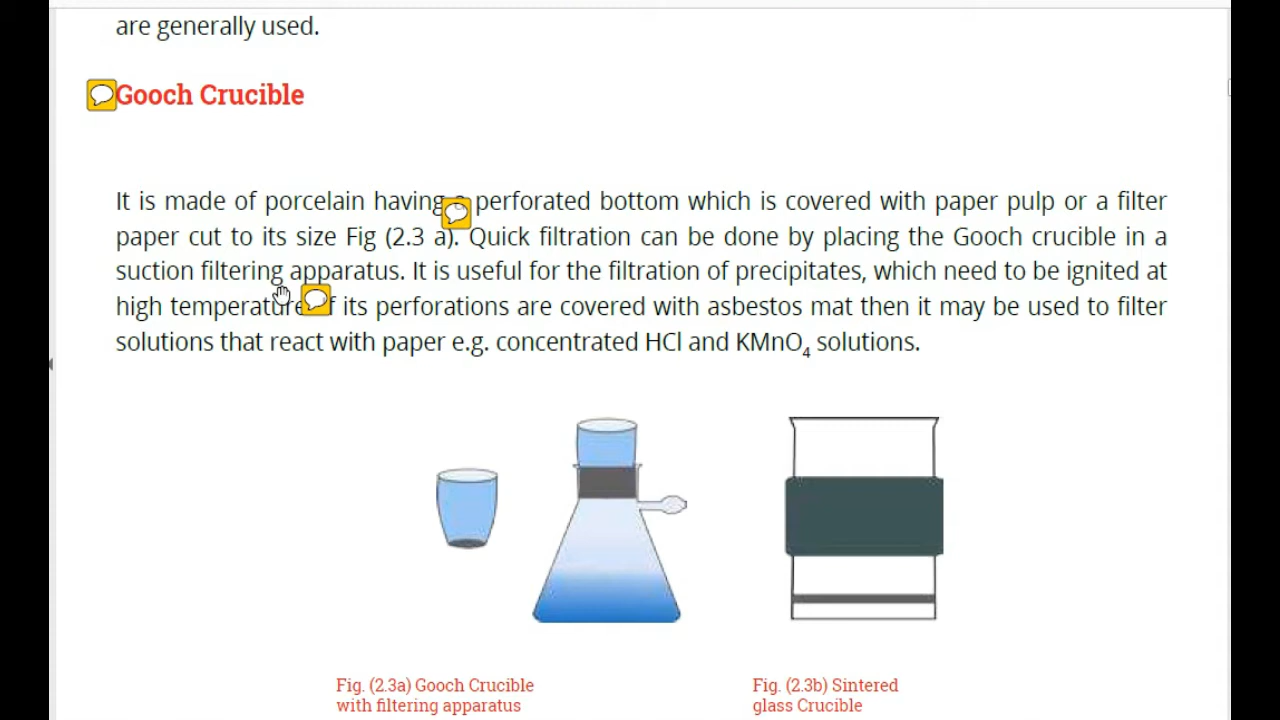 are generally used.
Gooch Crucible
It is made of porcelain having perforated bottom which is covered with paper pulp or a filter
paper cut to its size Fig (2.3 a). Quick filtration can be done by placing the Gooch crucible in a
suction filtering apparatus. It is useful for the filtration of precipitates, which need to be ignited at
high temperature its perforations are covered with asbestos mat then it may be used to filter
solutions that react with paper e.g. concentrated HCl and KMnO₄ solutions.
Fig. (2.3a) Gooch Crucible
with filtering apparatus
Fig. (2.3b) Sintered
glass Crucible